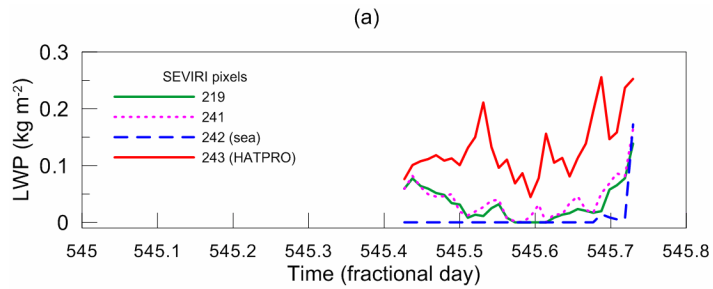 (a)
LWP (kg m-2)
0.3
0.2
0.1
0
SEVIRI pixels
219
241
242 (sea)
243 (HATPRO)
545 545.1 545.2 545.3 545.4 545.5 545.6 545.7 545.8
Time (fractional day)